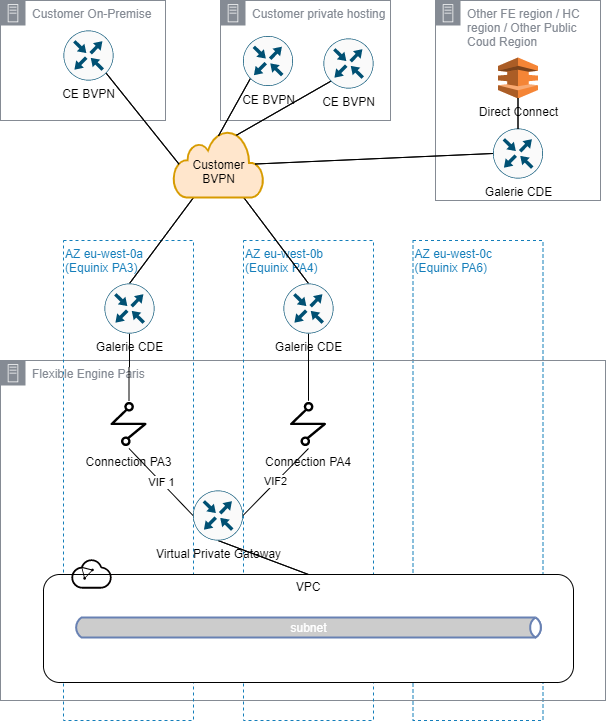 Customer On-Premise
CE BVPN
Customer private hosting
CE BVPN
CE BVPN
Other FE region / HC
region / Other Public
Coud Region
Direct Connect
Galerie CDE
Customer
BVPN
AZ eu-west-0a
(Equinix PA3)
AZ eu-west-0b
(Equinix PA4)
AZ eu-west-0c
(Equinix PA6)
Galerie CDE
Galerie CDE
Flexible Engine Paris
Connection PA3
Connection PA4
VIF 1
VIF2
Virtual Private Gateway
VPC
subnet